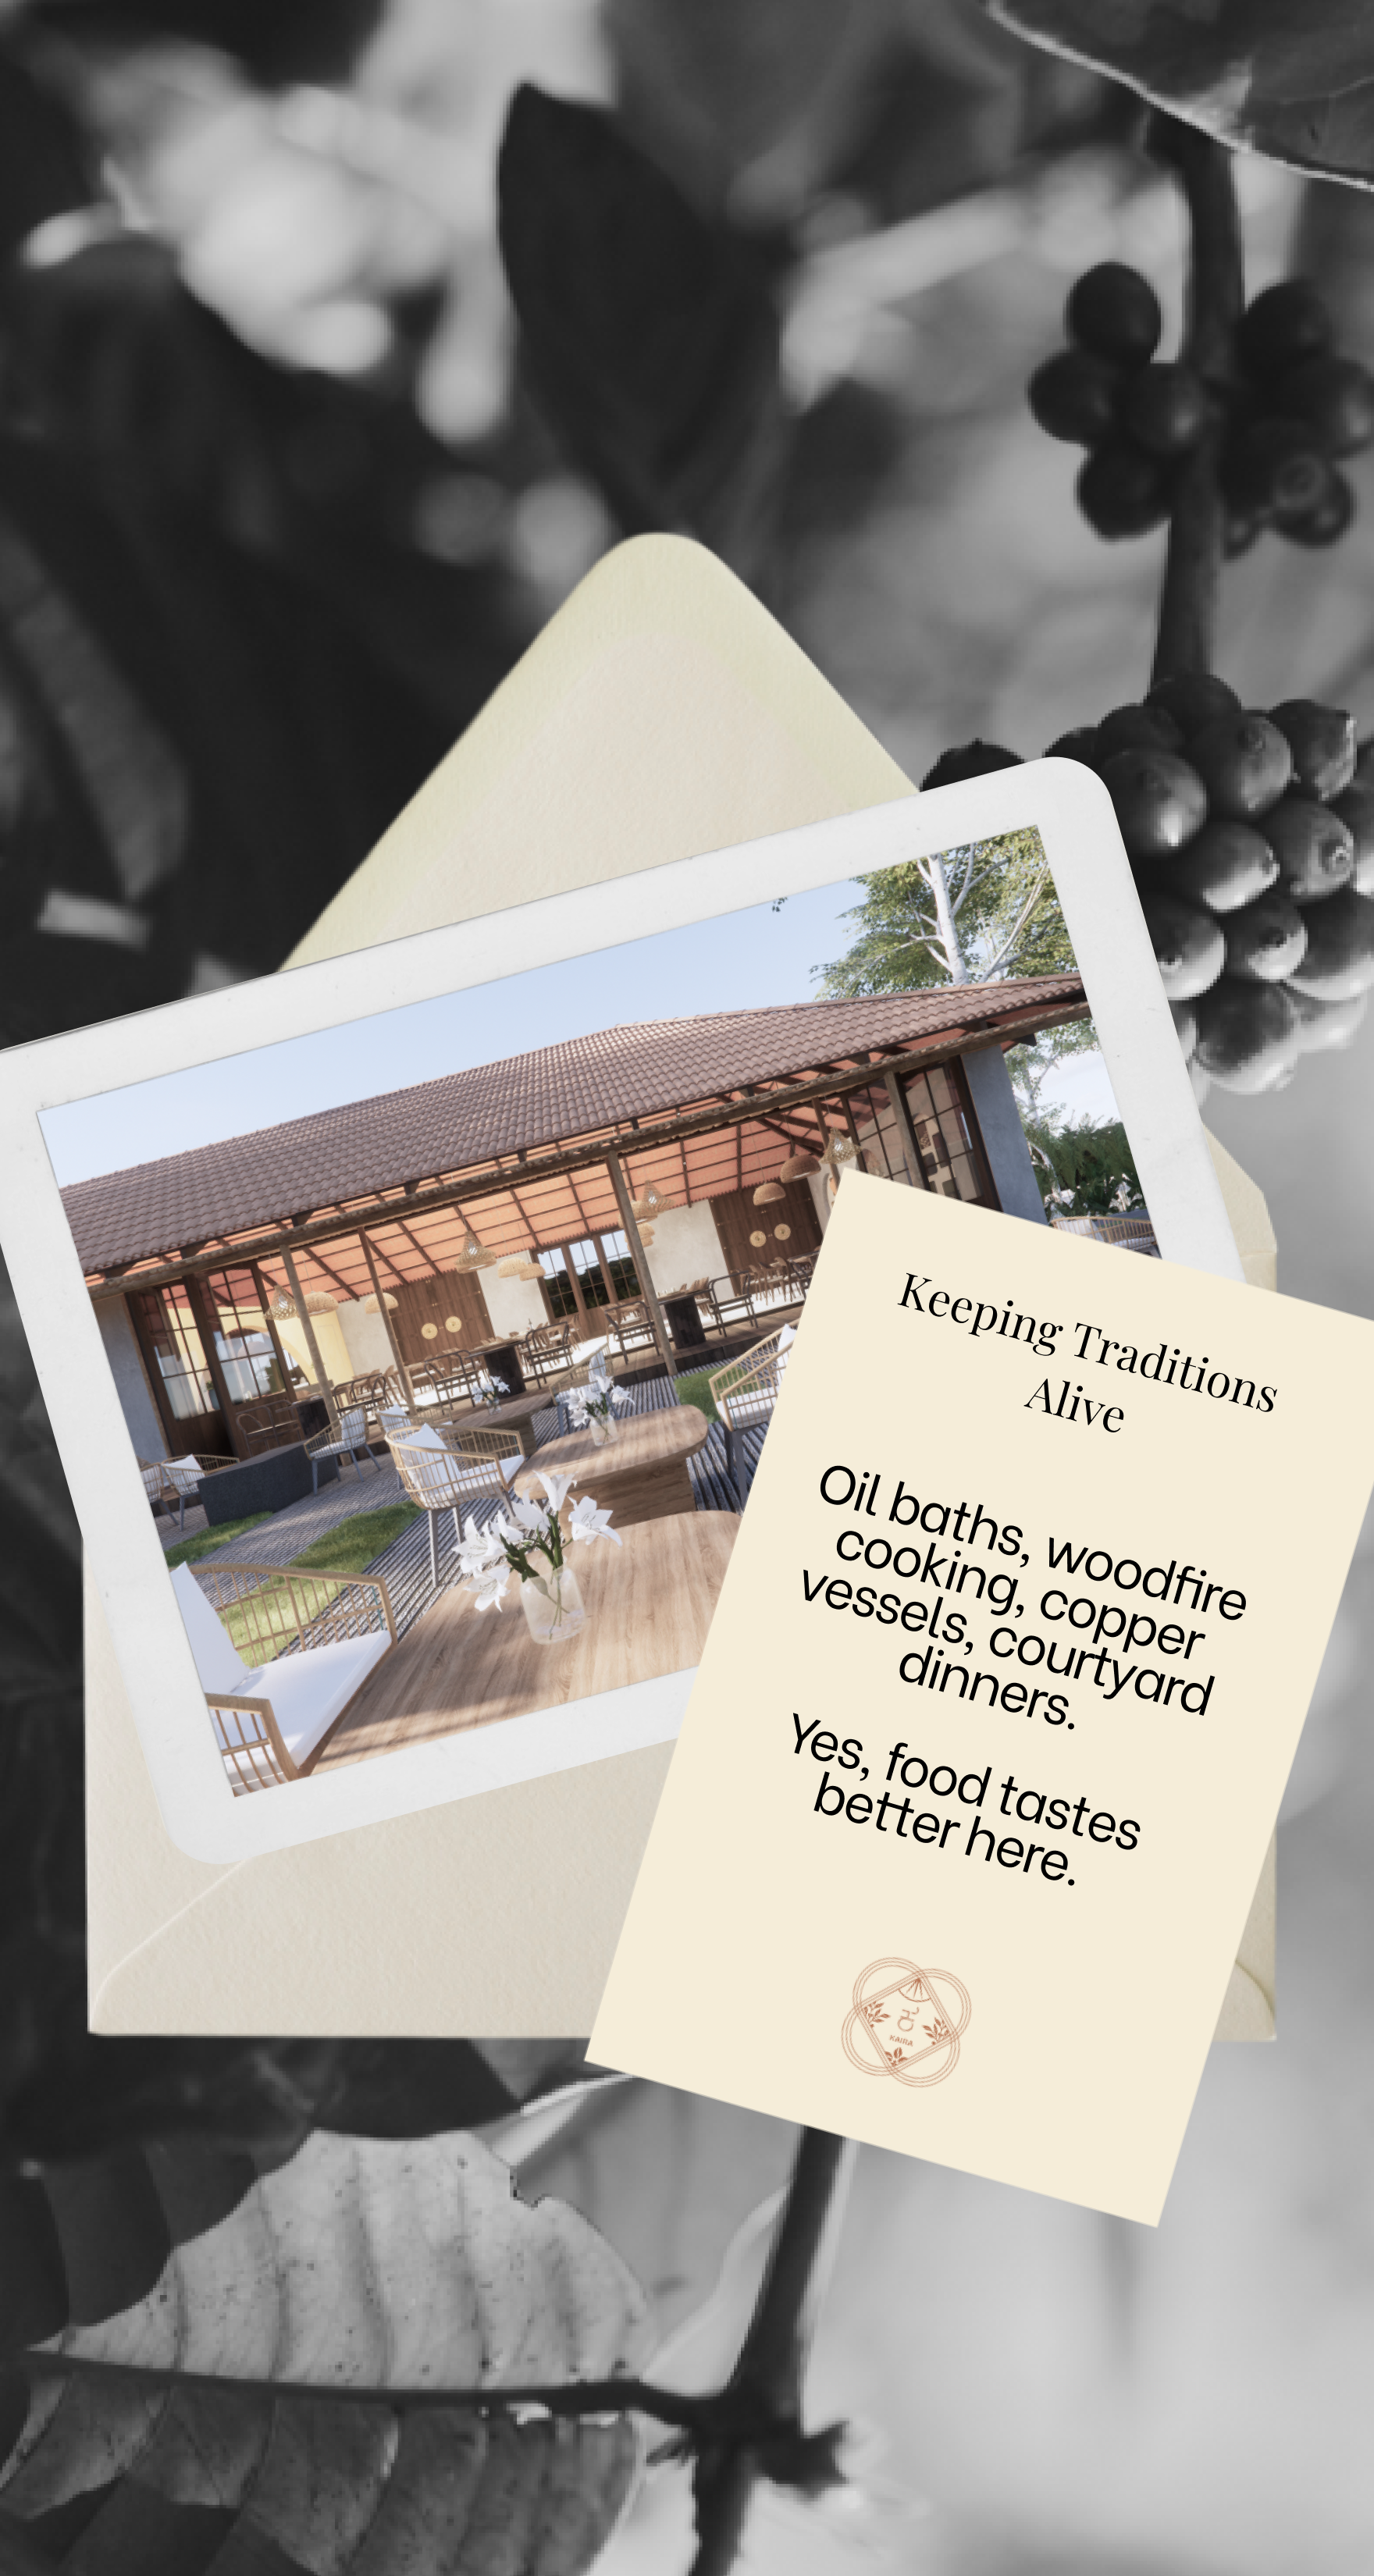 Keeping Traditions
Alive
Oil baths, woodfire
cooking, copper
vessels, courtyard
dinners.
Yes, food tastes
better here.
KAIRA